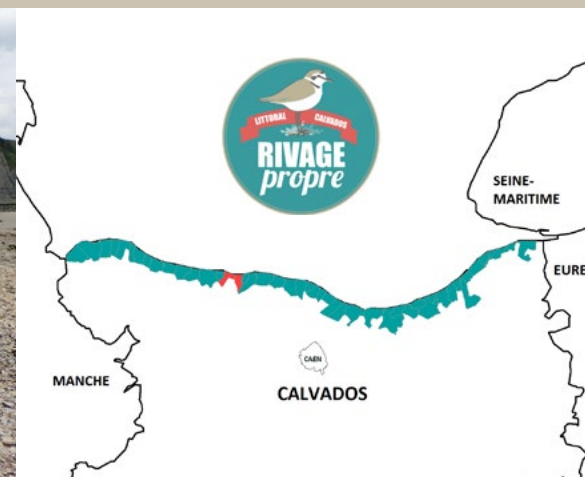 LITTORAL CALVADOS
RIVAGE
propre
SEINE-
MARITIME
EURE
MANCHE
CAEN
CALVADOS